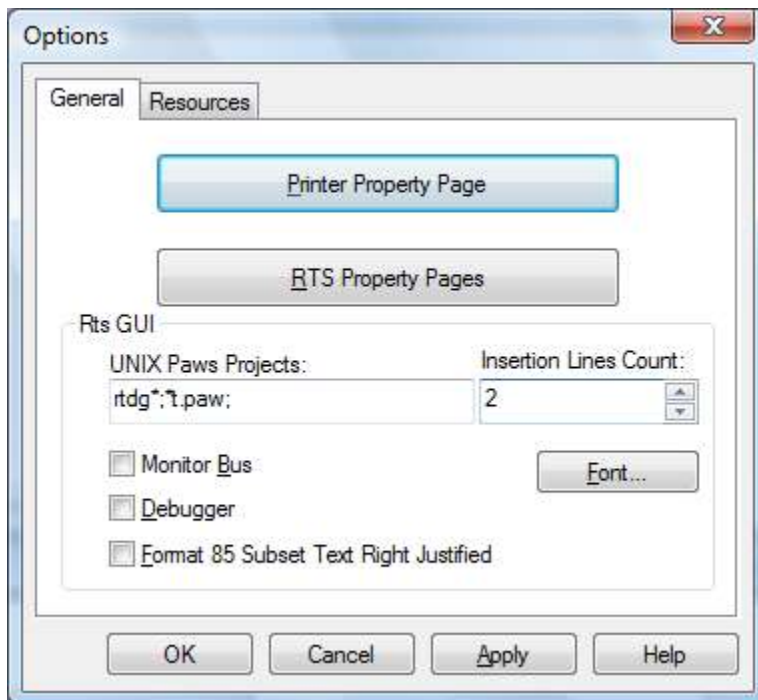 Options
General
Resources
Printer Property Page
RTS Property Pages
Rts GUI
UNIX Paws Projects:
Insertion Lines Count:
rtdg*;*t.paw;
2
Monitor Bus
Font...
Debugger
Format 85 Subset Text Right Justified
OK
Cancel
Apply
Help